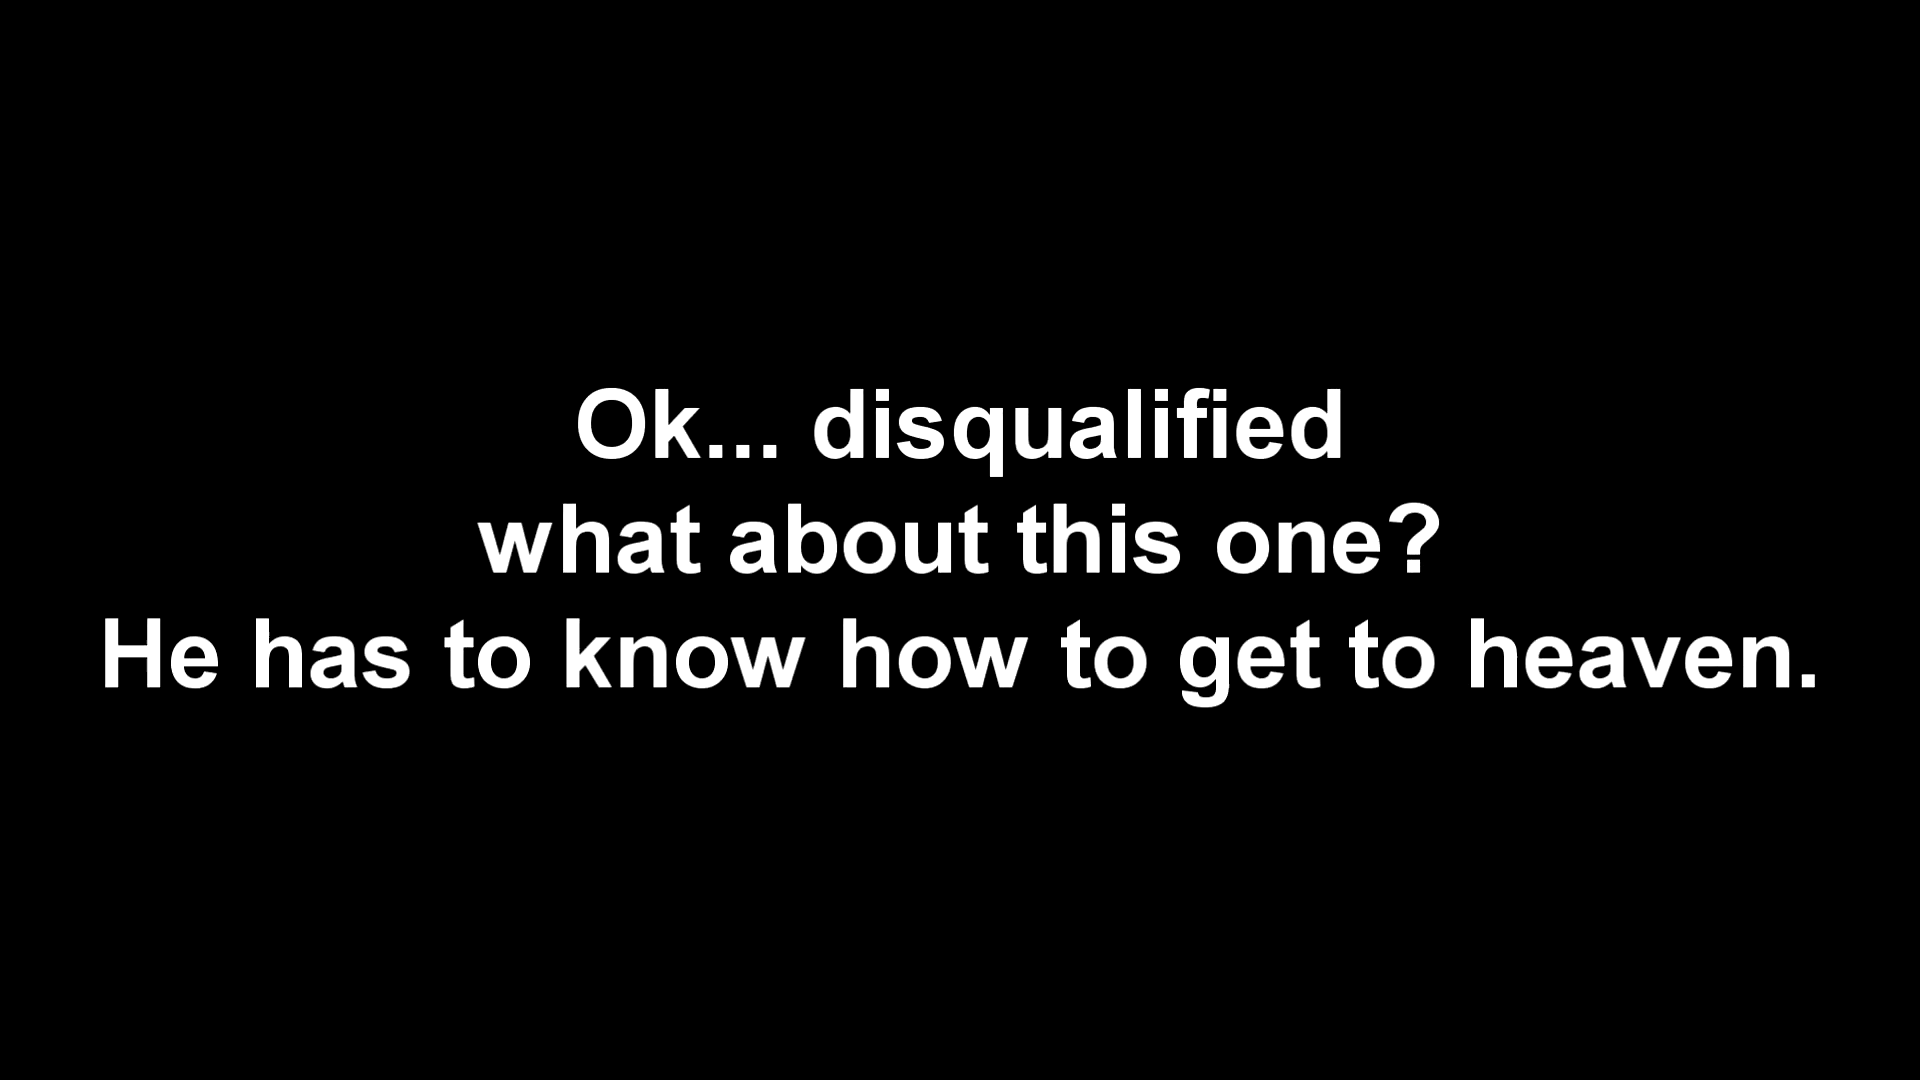 Ok... disqualified
what about this one?
He has to know how to get to heaven.